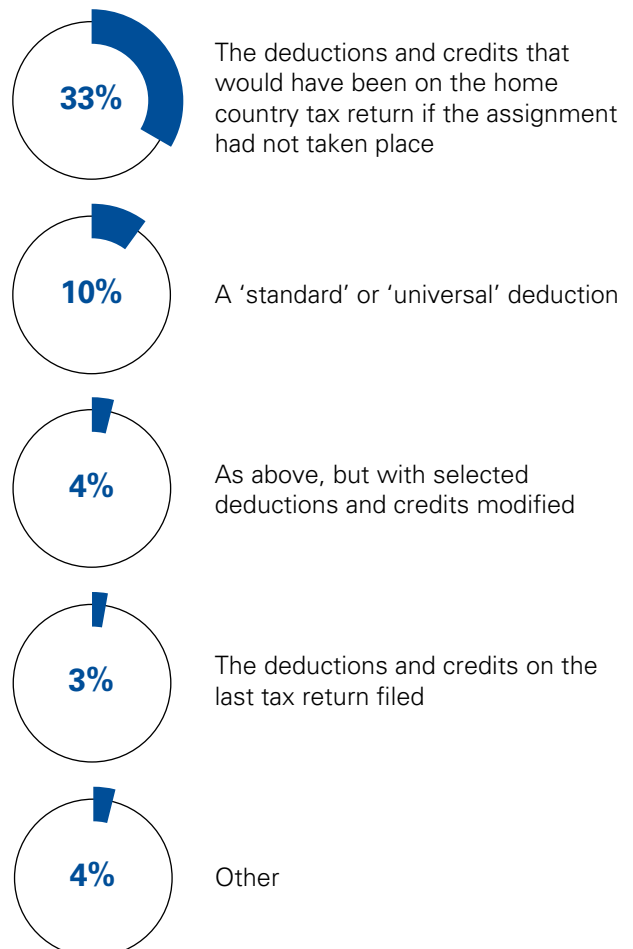 33%
The deductions and credits that
would have been on the home
country tax return if the assignment
had not taken place
10%
A ‘standard’ or ‘universal’ deduction
4%
As above, but with selected
deductions and credits modified
3%
The deductions and credits on the
last tax return filed
4%
Other